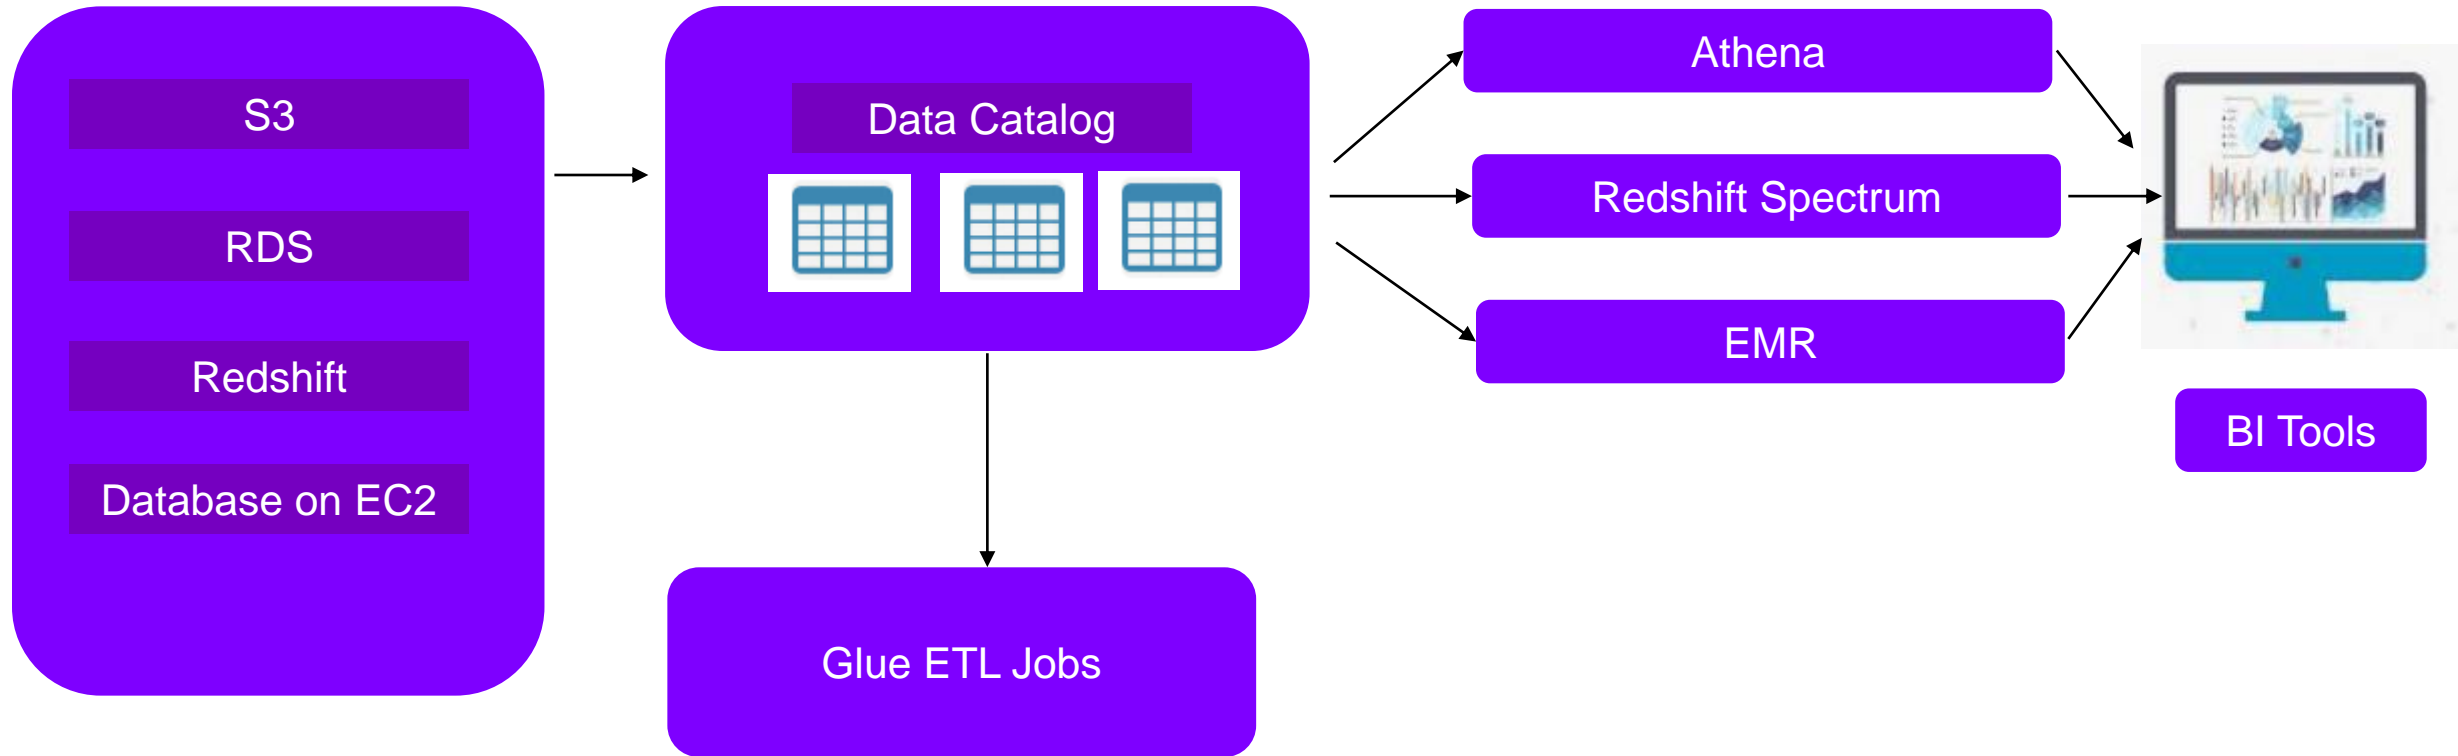 S3
RDS
Redshift
Database on EC2
Data Catalog
Glue ETL Jobs
Athena
Redshift Spectrum
EMR
BI Tools